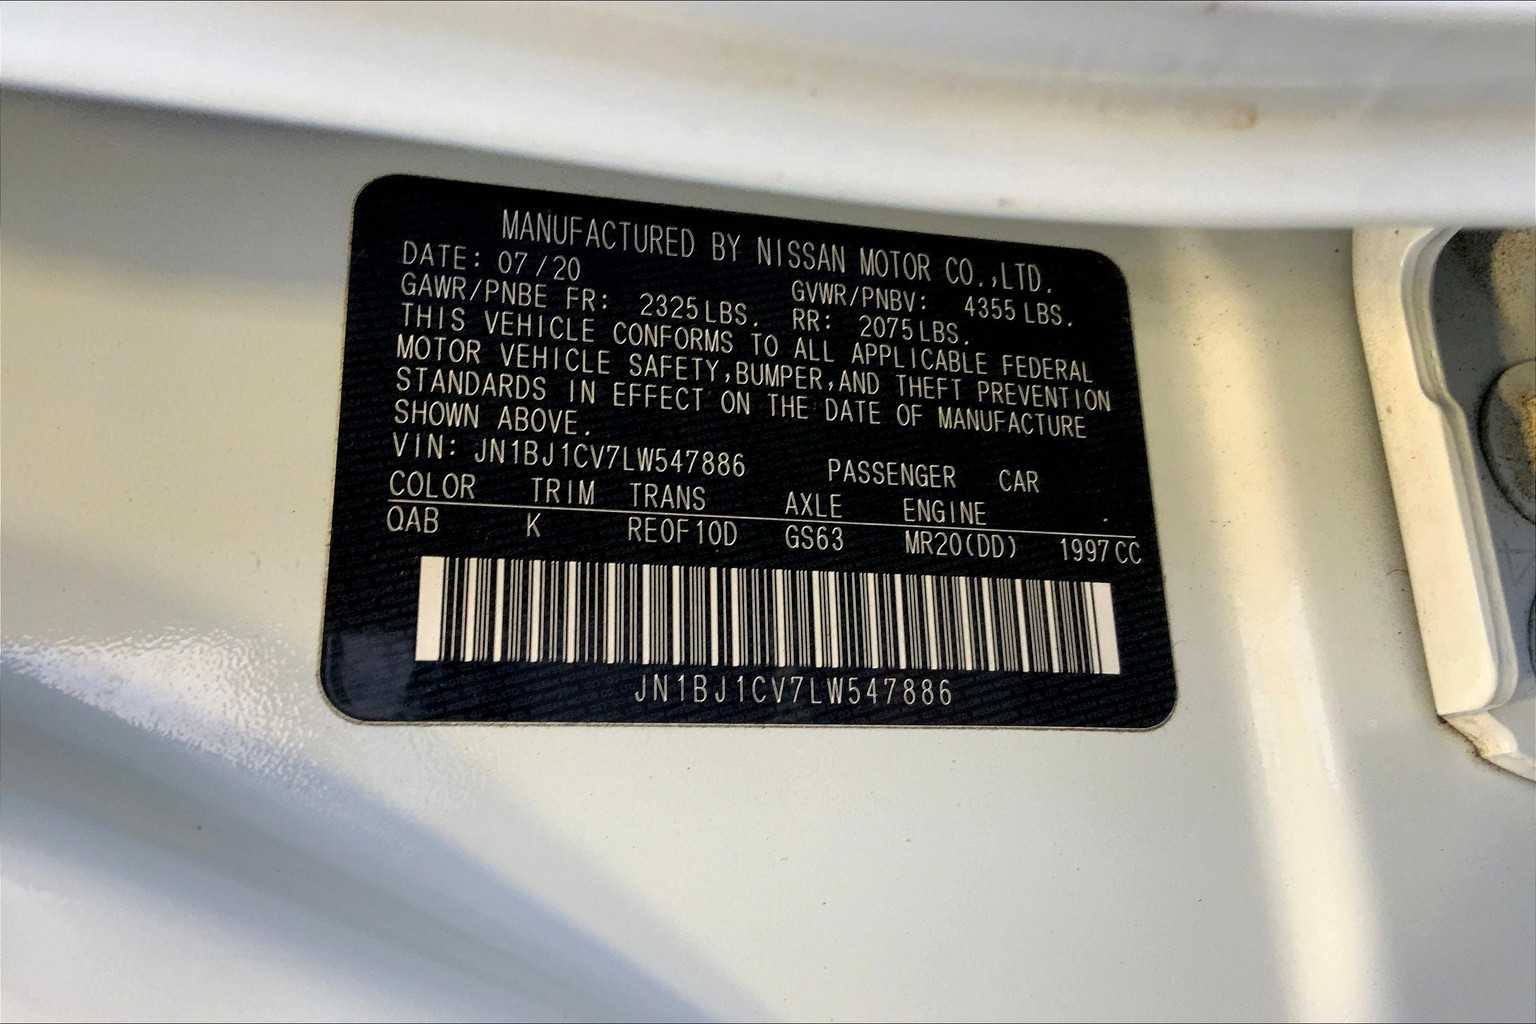 MANUFACTURED BY NISSAN MOTOR CO.,LTD.
DATE: 07/20 GVWR/PNBV: 4355 LBS.
GAWR/PNBE FR: 2325 LBS. RR: 2075 LBS.
THIS VEHICLE CONFORMS TO ALL APPLICABLE FEDERAL
MOTOR VEHICLE SAFETY,BUMPER,AND THEFT PREVENTION
STANDARDS IN EFFECT ON THE DATE OF MANUFACTURE
SHOWN ABOVE.
VIN: JN1BJ1CV7LW547886 PASSENGER CAR
COLOR TRIM TRANS AXLE ENGINE
QAB K REOF10D GS63 MR20(DD) 1997 CC
JN1BJ1CV7LW547886